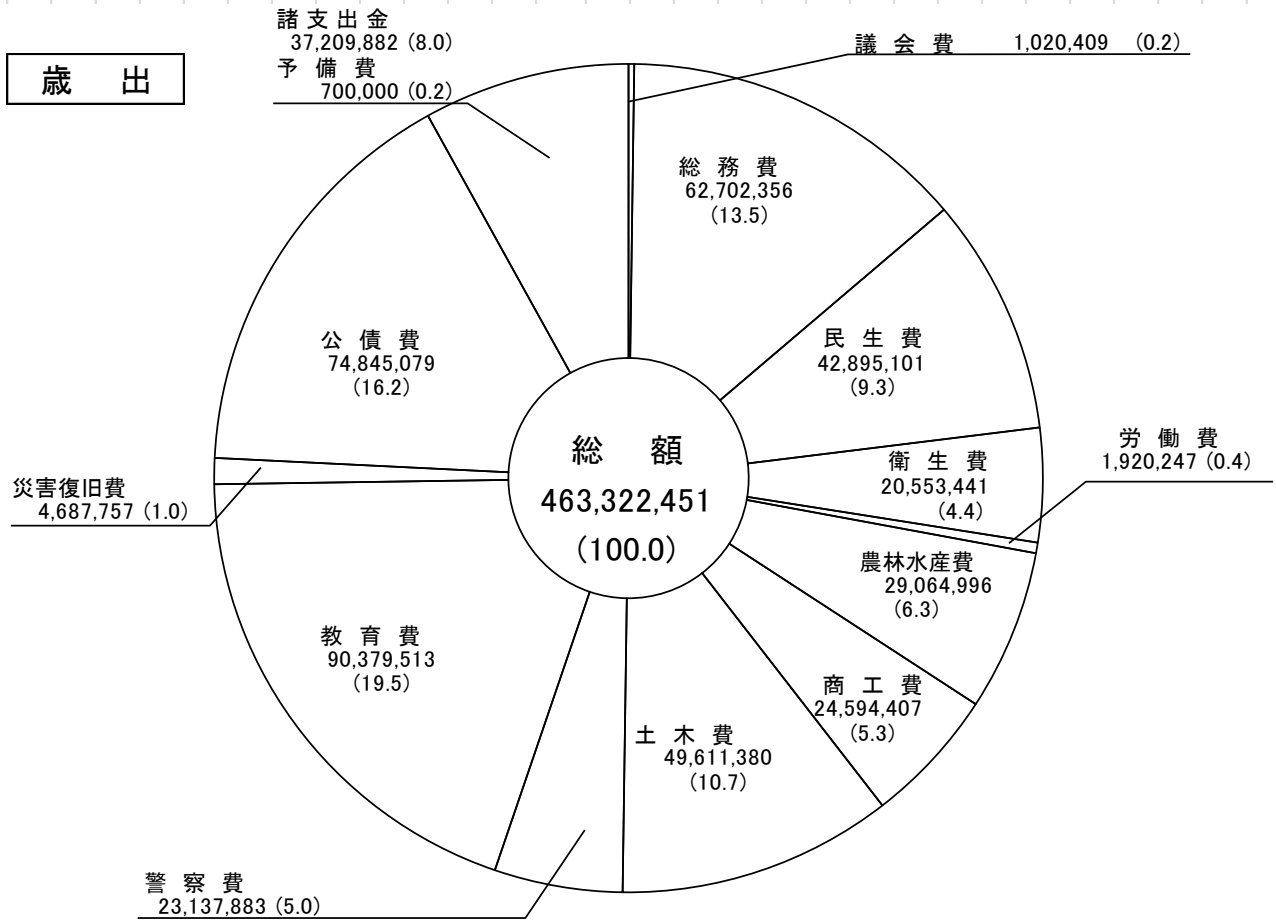 歳 出
諸支出金
37,209,882 (8.0)
予備費
700,000 (0.2)
議会費 1,020,409 (0.2)
総務費
62,702,356
(13.5)
民生費
42,895,101
(9.3)
衛生費
20,553,441
(4.4)
労働費
1,920,247 (0.4)
農林水産費
29,064,996
(6.3)
商工費
24,594,407
(5.3)
土木費
49,611,380
(10.7)
警察費
23,137,883 (5.0)
教育費
90,379,513
(19.5)
災害復旧費
4,687,757 (1.0)
公債費
74,845,079
(16.2)
総 額
463,322,451
(100.0)